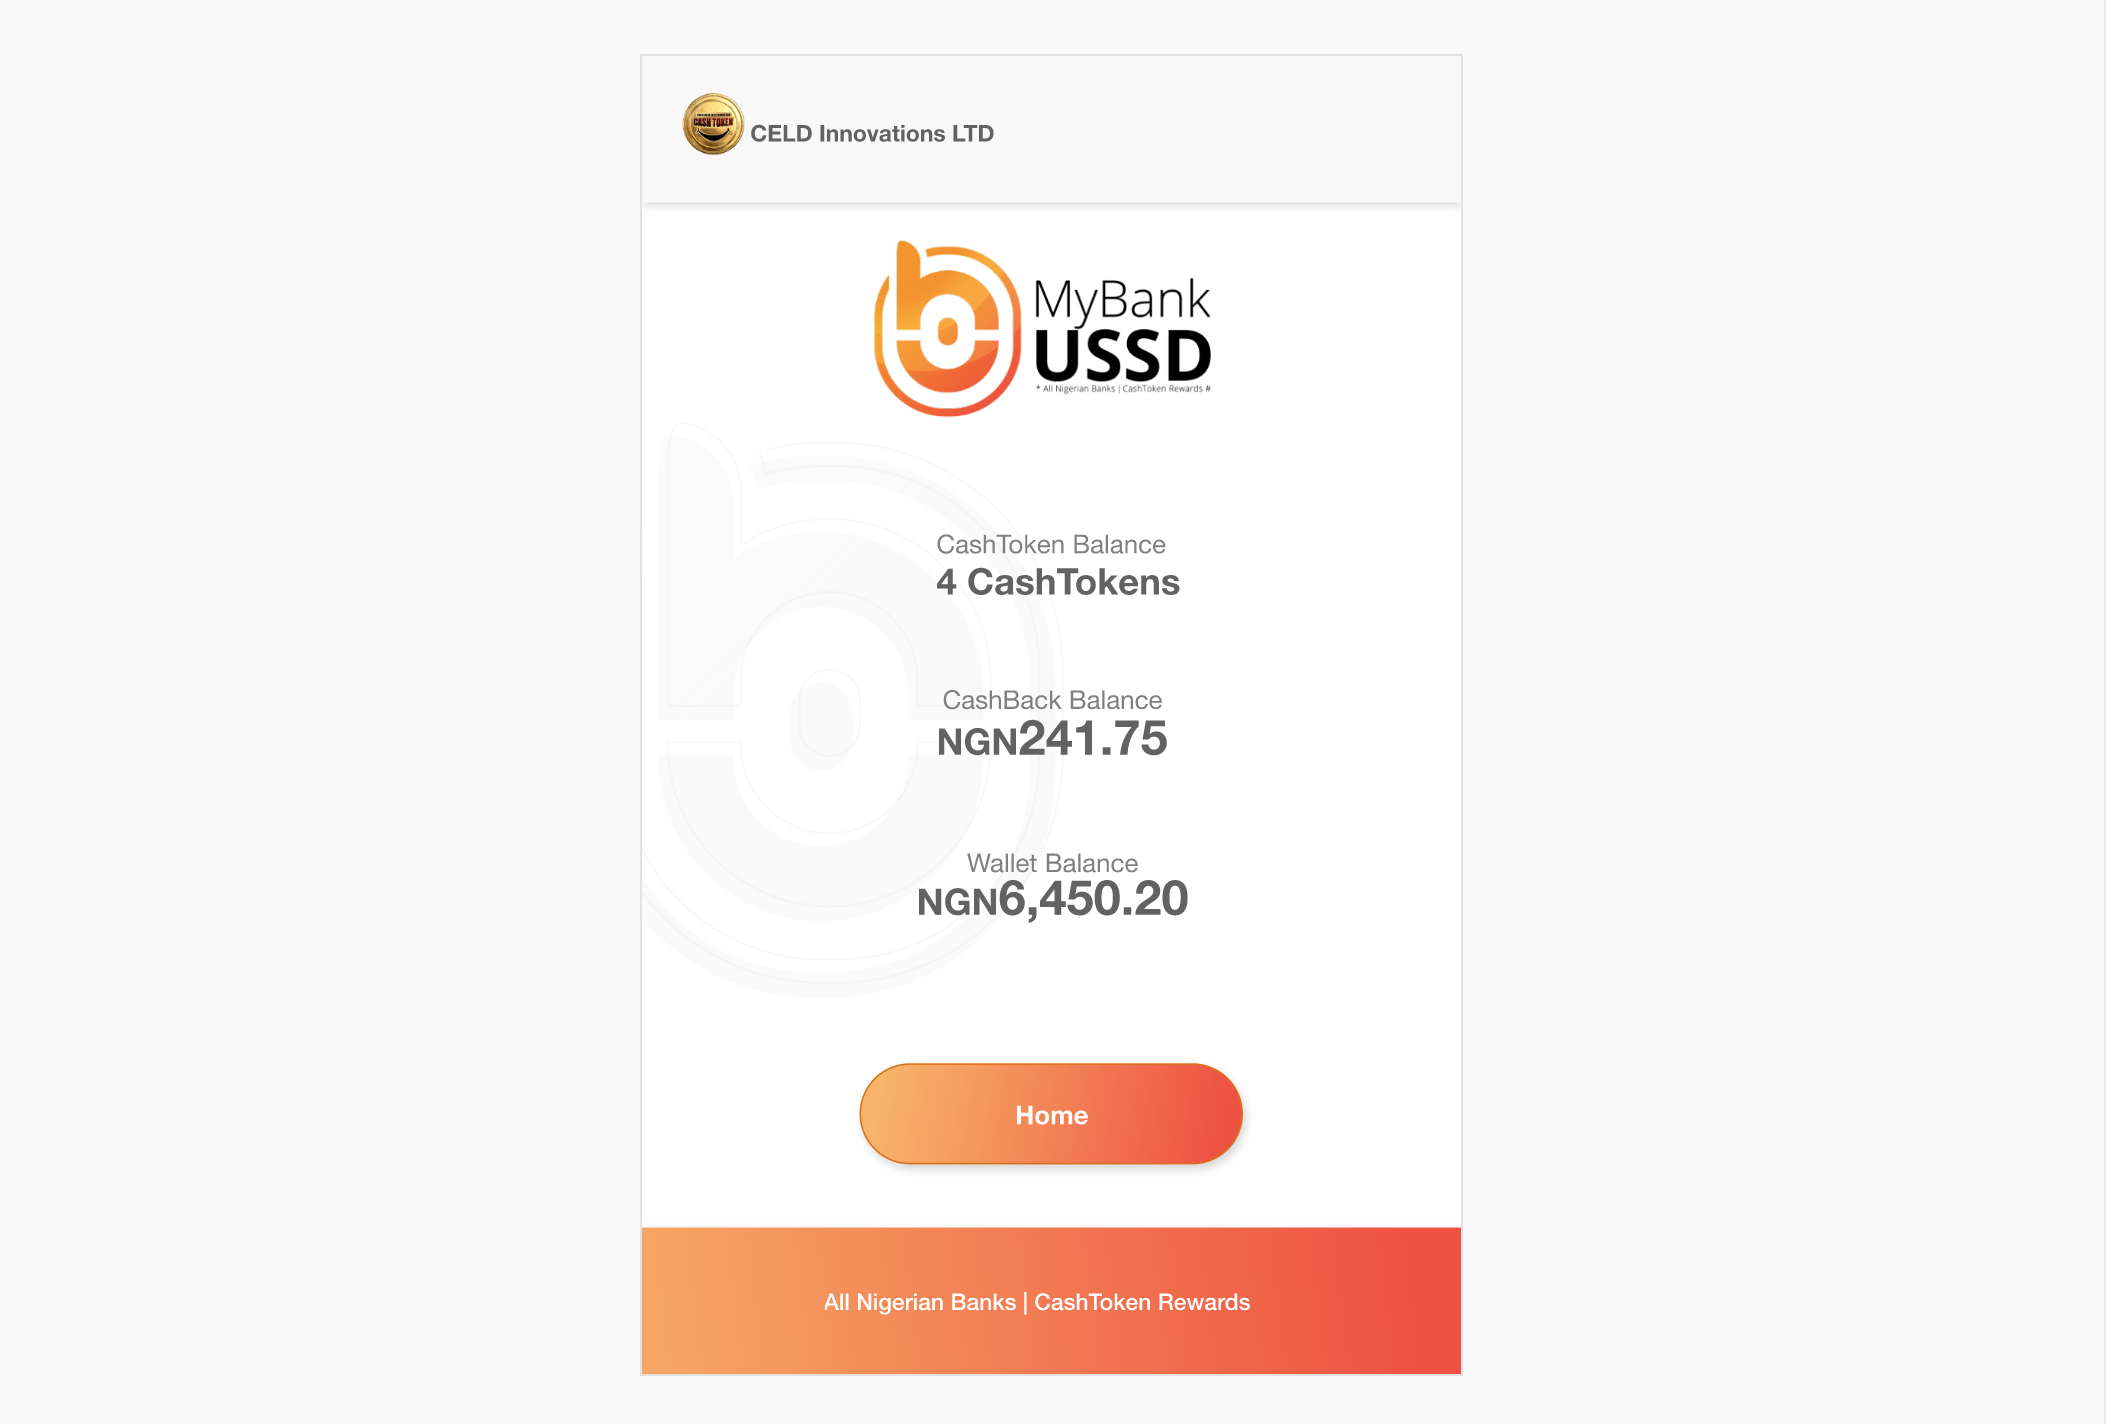 CASH TOKEN
CELD Innovations LTD
MyBank
USSD
* All Nigerian Banks | CashToken Rewards #
CashToken Balance
4 CashTokens
CashBack Balance
NGN241.75
Wallet Balance
NGN6,450.20
Home
All Nigerian Banks | CashToken Rewards